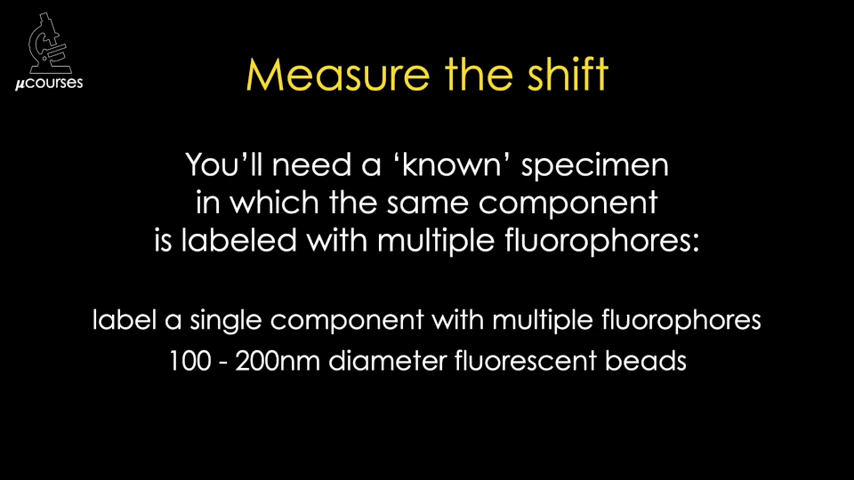 µcourses
Measure the shift
You'll need a ‘known’ specimen
in which the same component
is labeled with multiple fluorophores:
label a single component with multiple fluorophores
100 - 200nm diameter fluorescent beads